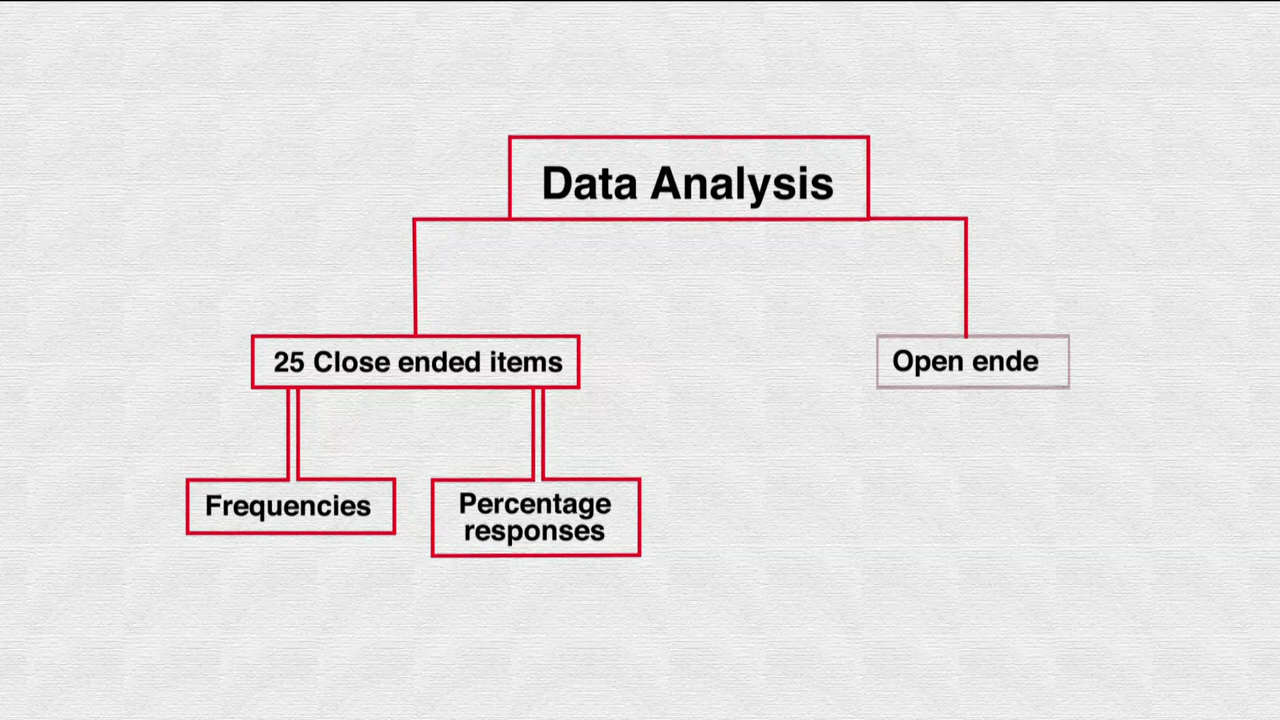 Data Analysis
25 Close ended items
Open ende
Frequencies
Percentage
responses